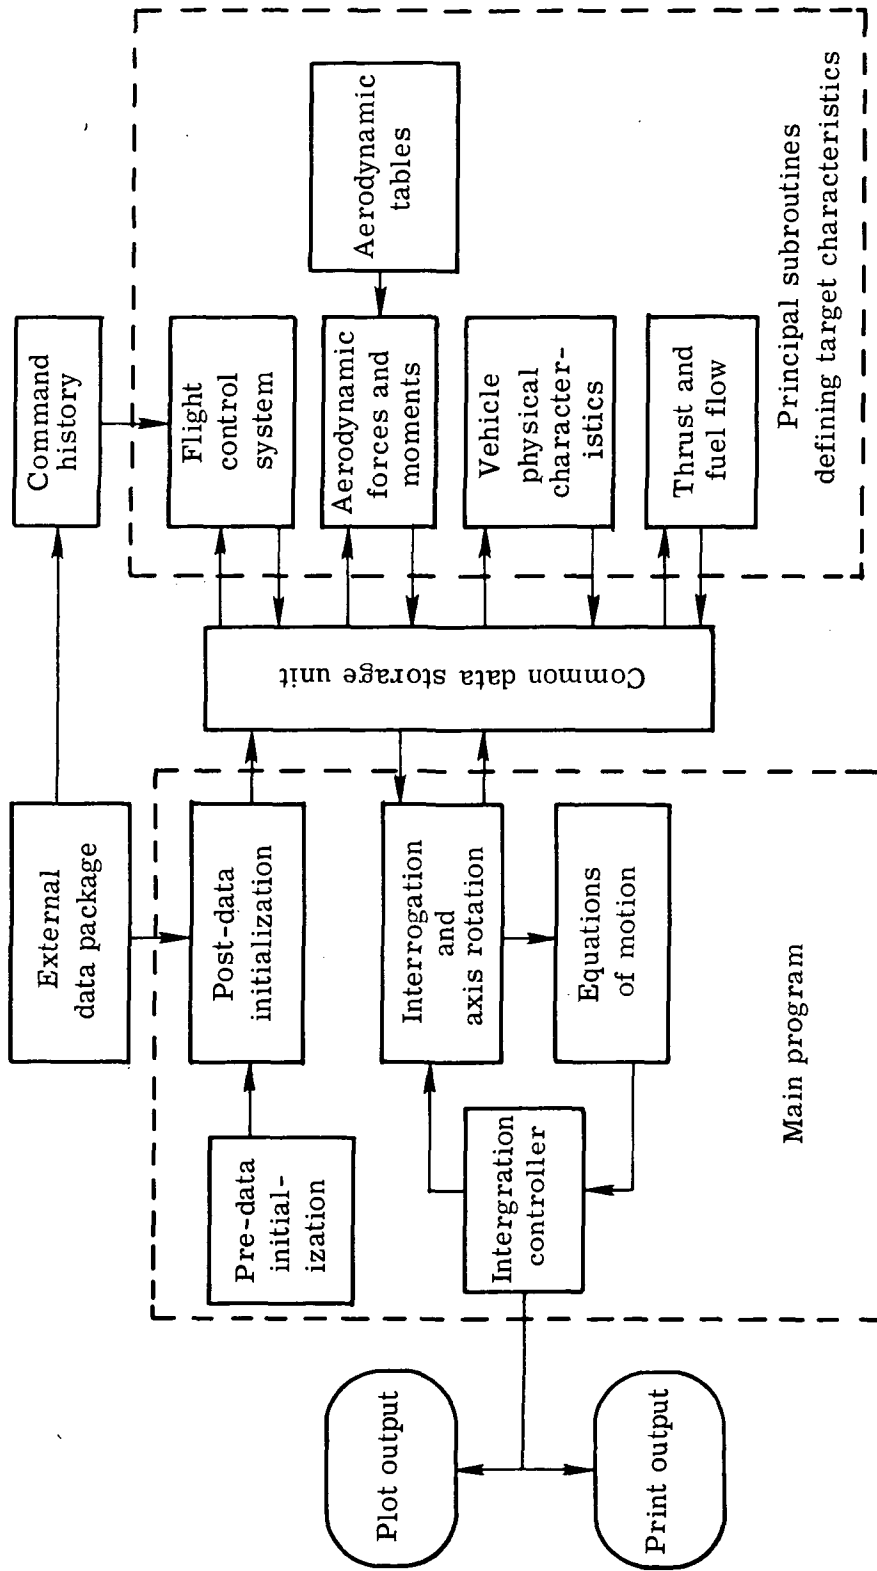 External
data package
Command
history
Pre-data
initial-
ization
Post-data
initialization
Flight
control
system
Aerodynamic
forces and
moments
Aerodynamic
tables
Common data storage unit
Interrogation
and
axis rotation
Vehicle
physical
character-
istics
Plot output
Intergration
controller
Equations
of motion
Thrust and
fuel flow
Print output
Main program
Principal subroutines
defining target characteristics